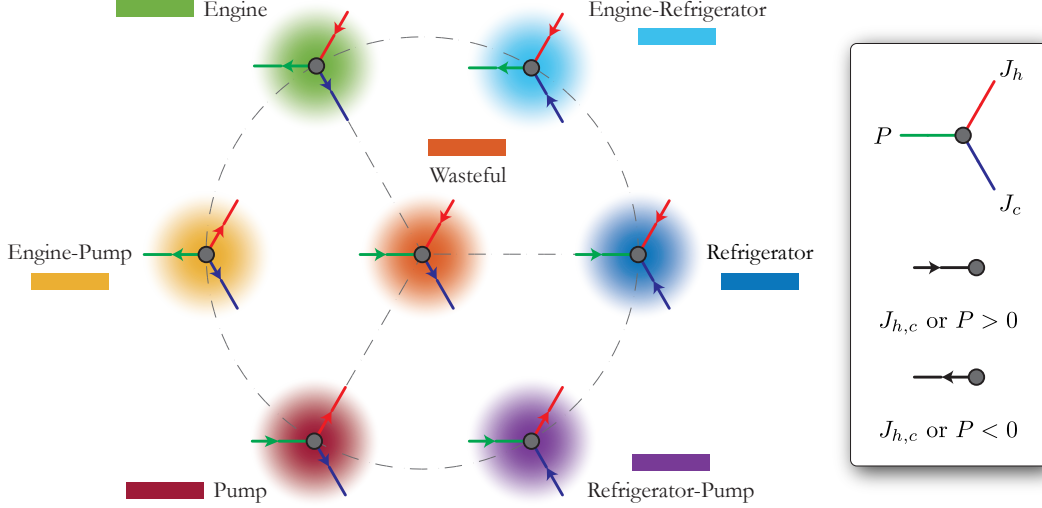 Engine
Engine-Refrigerator
Wasteful
Engine-Pump
Refrigerator
Pump
Refrigerator-Pump
J_h
P
J_c
J_{h,c} or P > 0
J_{h,c} or P < 0